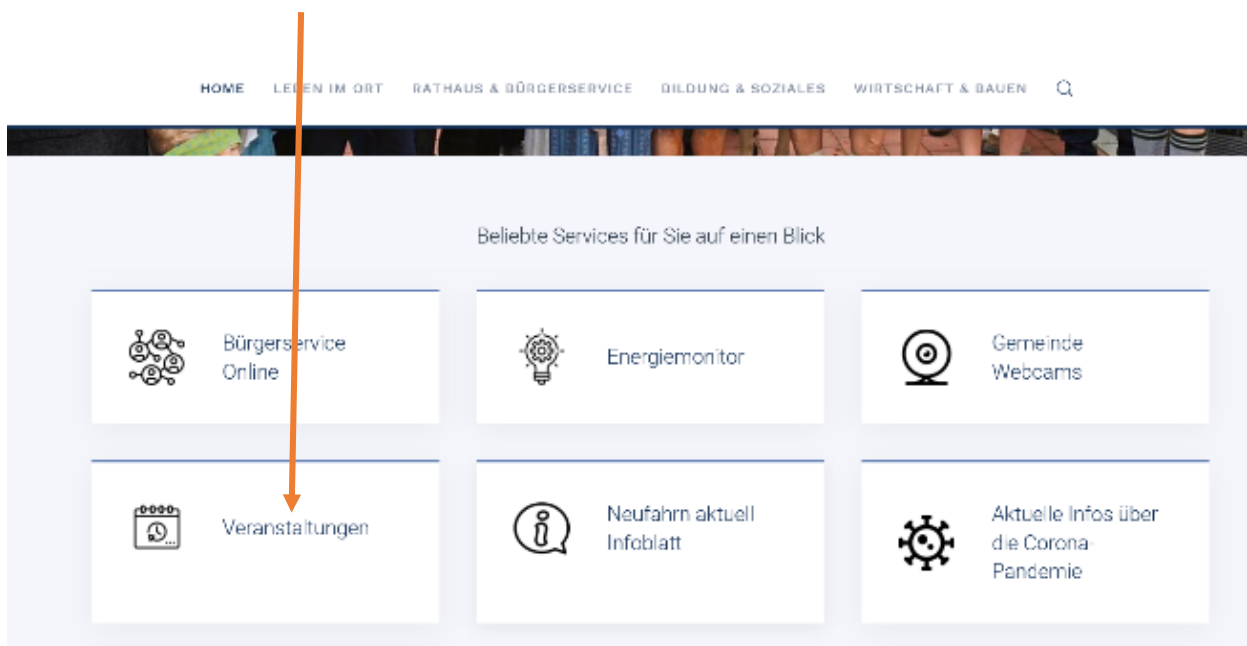 HOME LEBEN IM ORT RATHAUS & BÜRGERSERVICE BILDUNG & SOZIALES WIRTSCHAFT & BAUEN
Beliebte Services für Sie auf einen Blick
Bürgerservice
Online
Energiemonitor
Gemeinde
Webcams
Veranstaltungen
Neufahrn aktuell
Infoblatt
Aktuelle Infos über
die Corona-
Pandemie